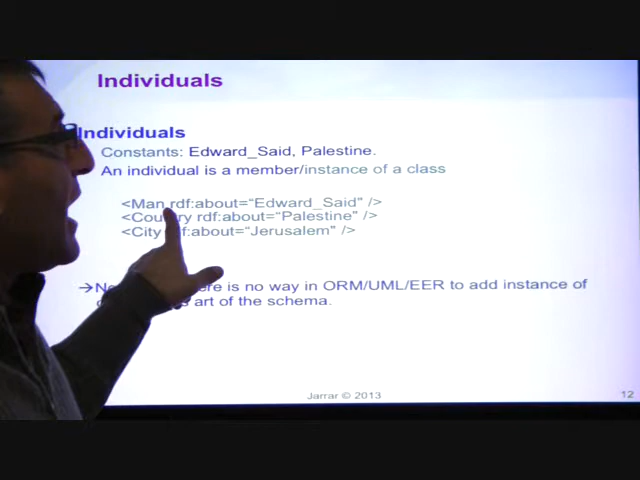 Individuals
Individuals
Constants: Edward_Said, Palestine.
An individual is a member/instance of a class
<Man rdf:about="Edward_Said" />
<Country rdf:about="Palestine" />
<City rdf:about="Jerusalem" />
→ there is no way in ORM/UML/EER to add instance of
part of the schema.
Jarrar © 2013
12